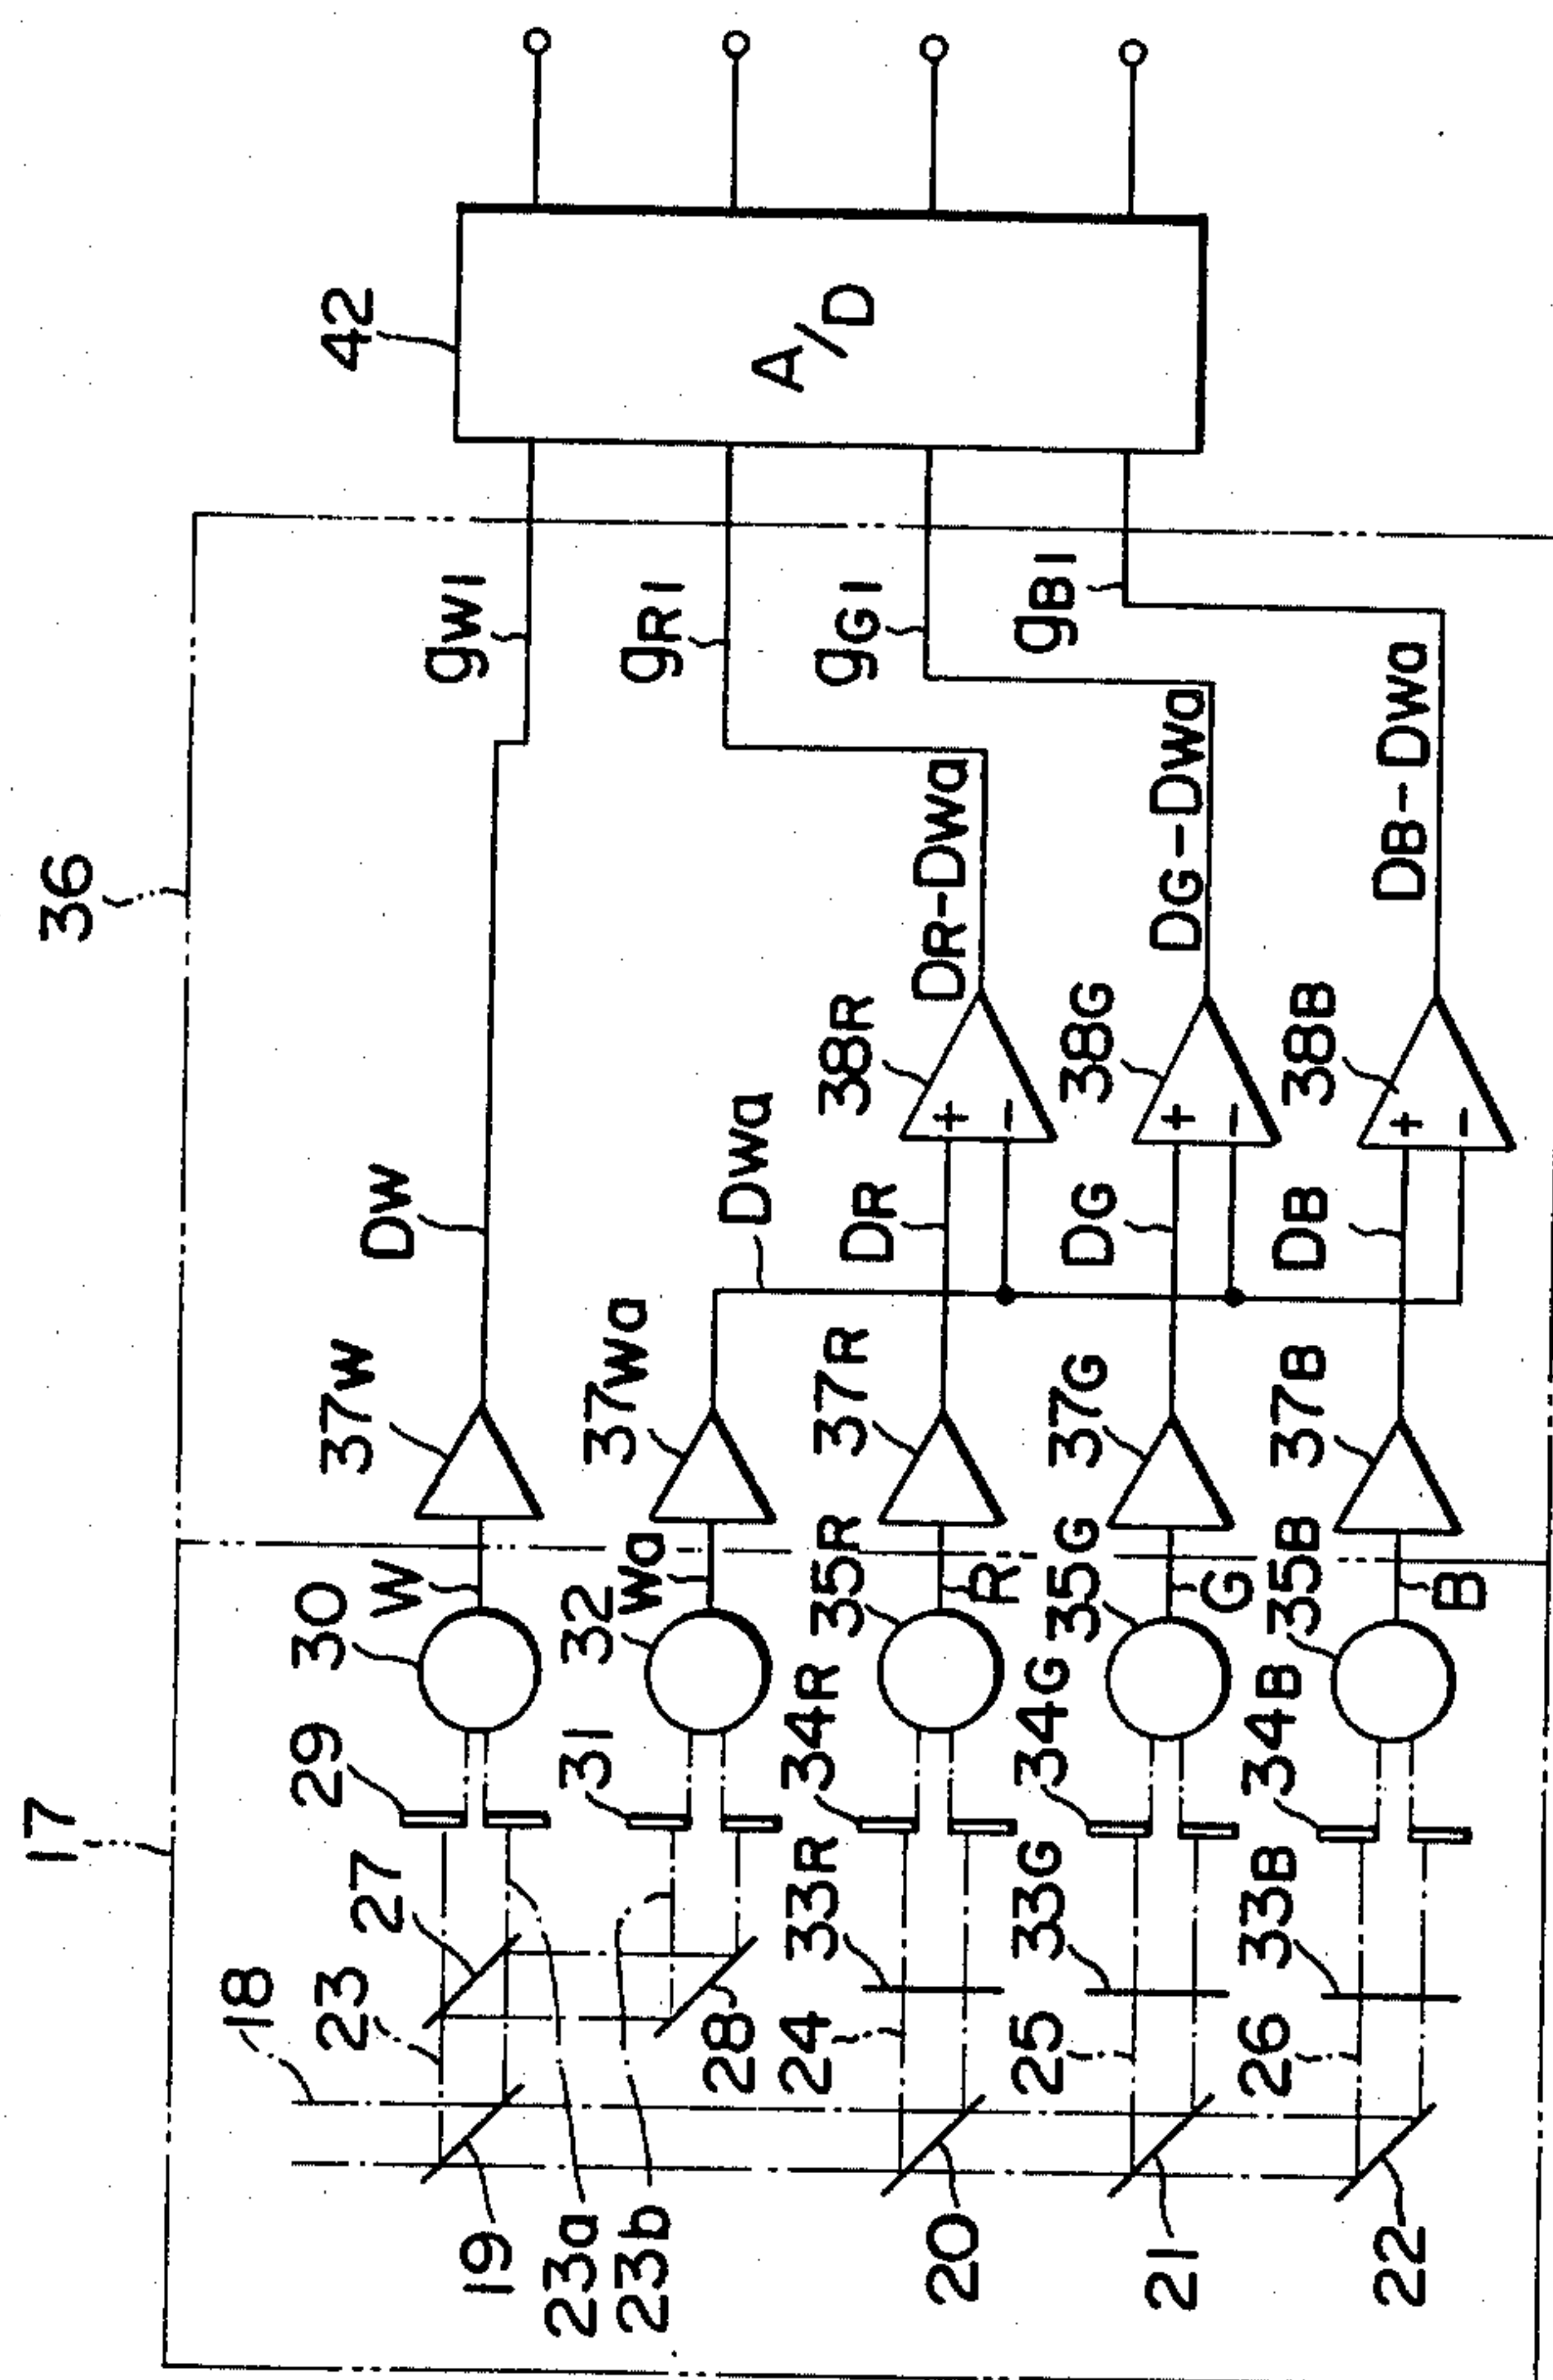 17
36
42
18
23
27
29
30
W
37W
DW
gW1
A/D
19
23a
23b
28
31
32
Wa
37Wa
DWa
gR1
20
24
33R
34R
35R
R
37R
DR
38R
DR-DWa
gG1
21
25
33G
34G
35G
G
37G
DG
38G
DG-DWa
gB1
22
26
33B
34B
35B
B
37B
DB
38B
DB-DWa
+
-
+
-
+
-